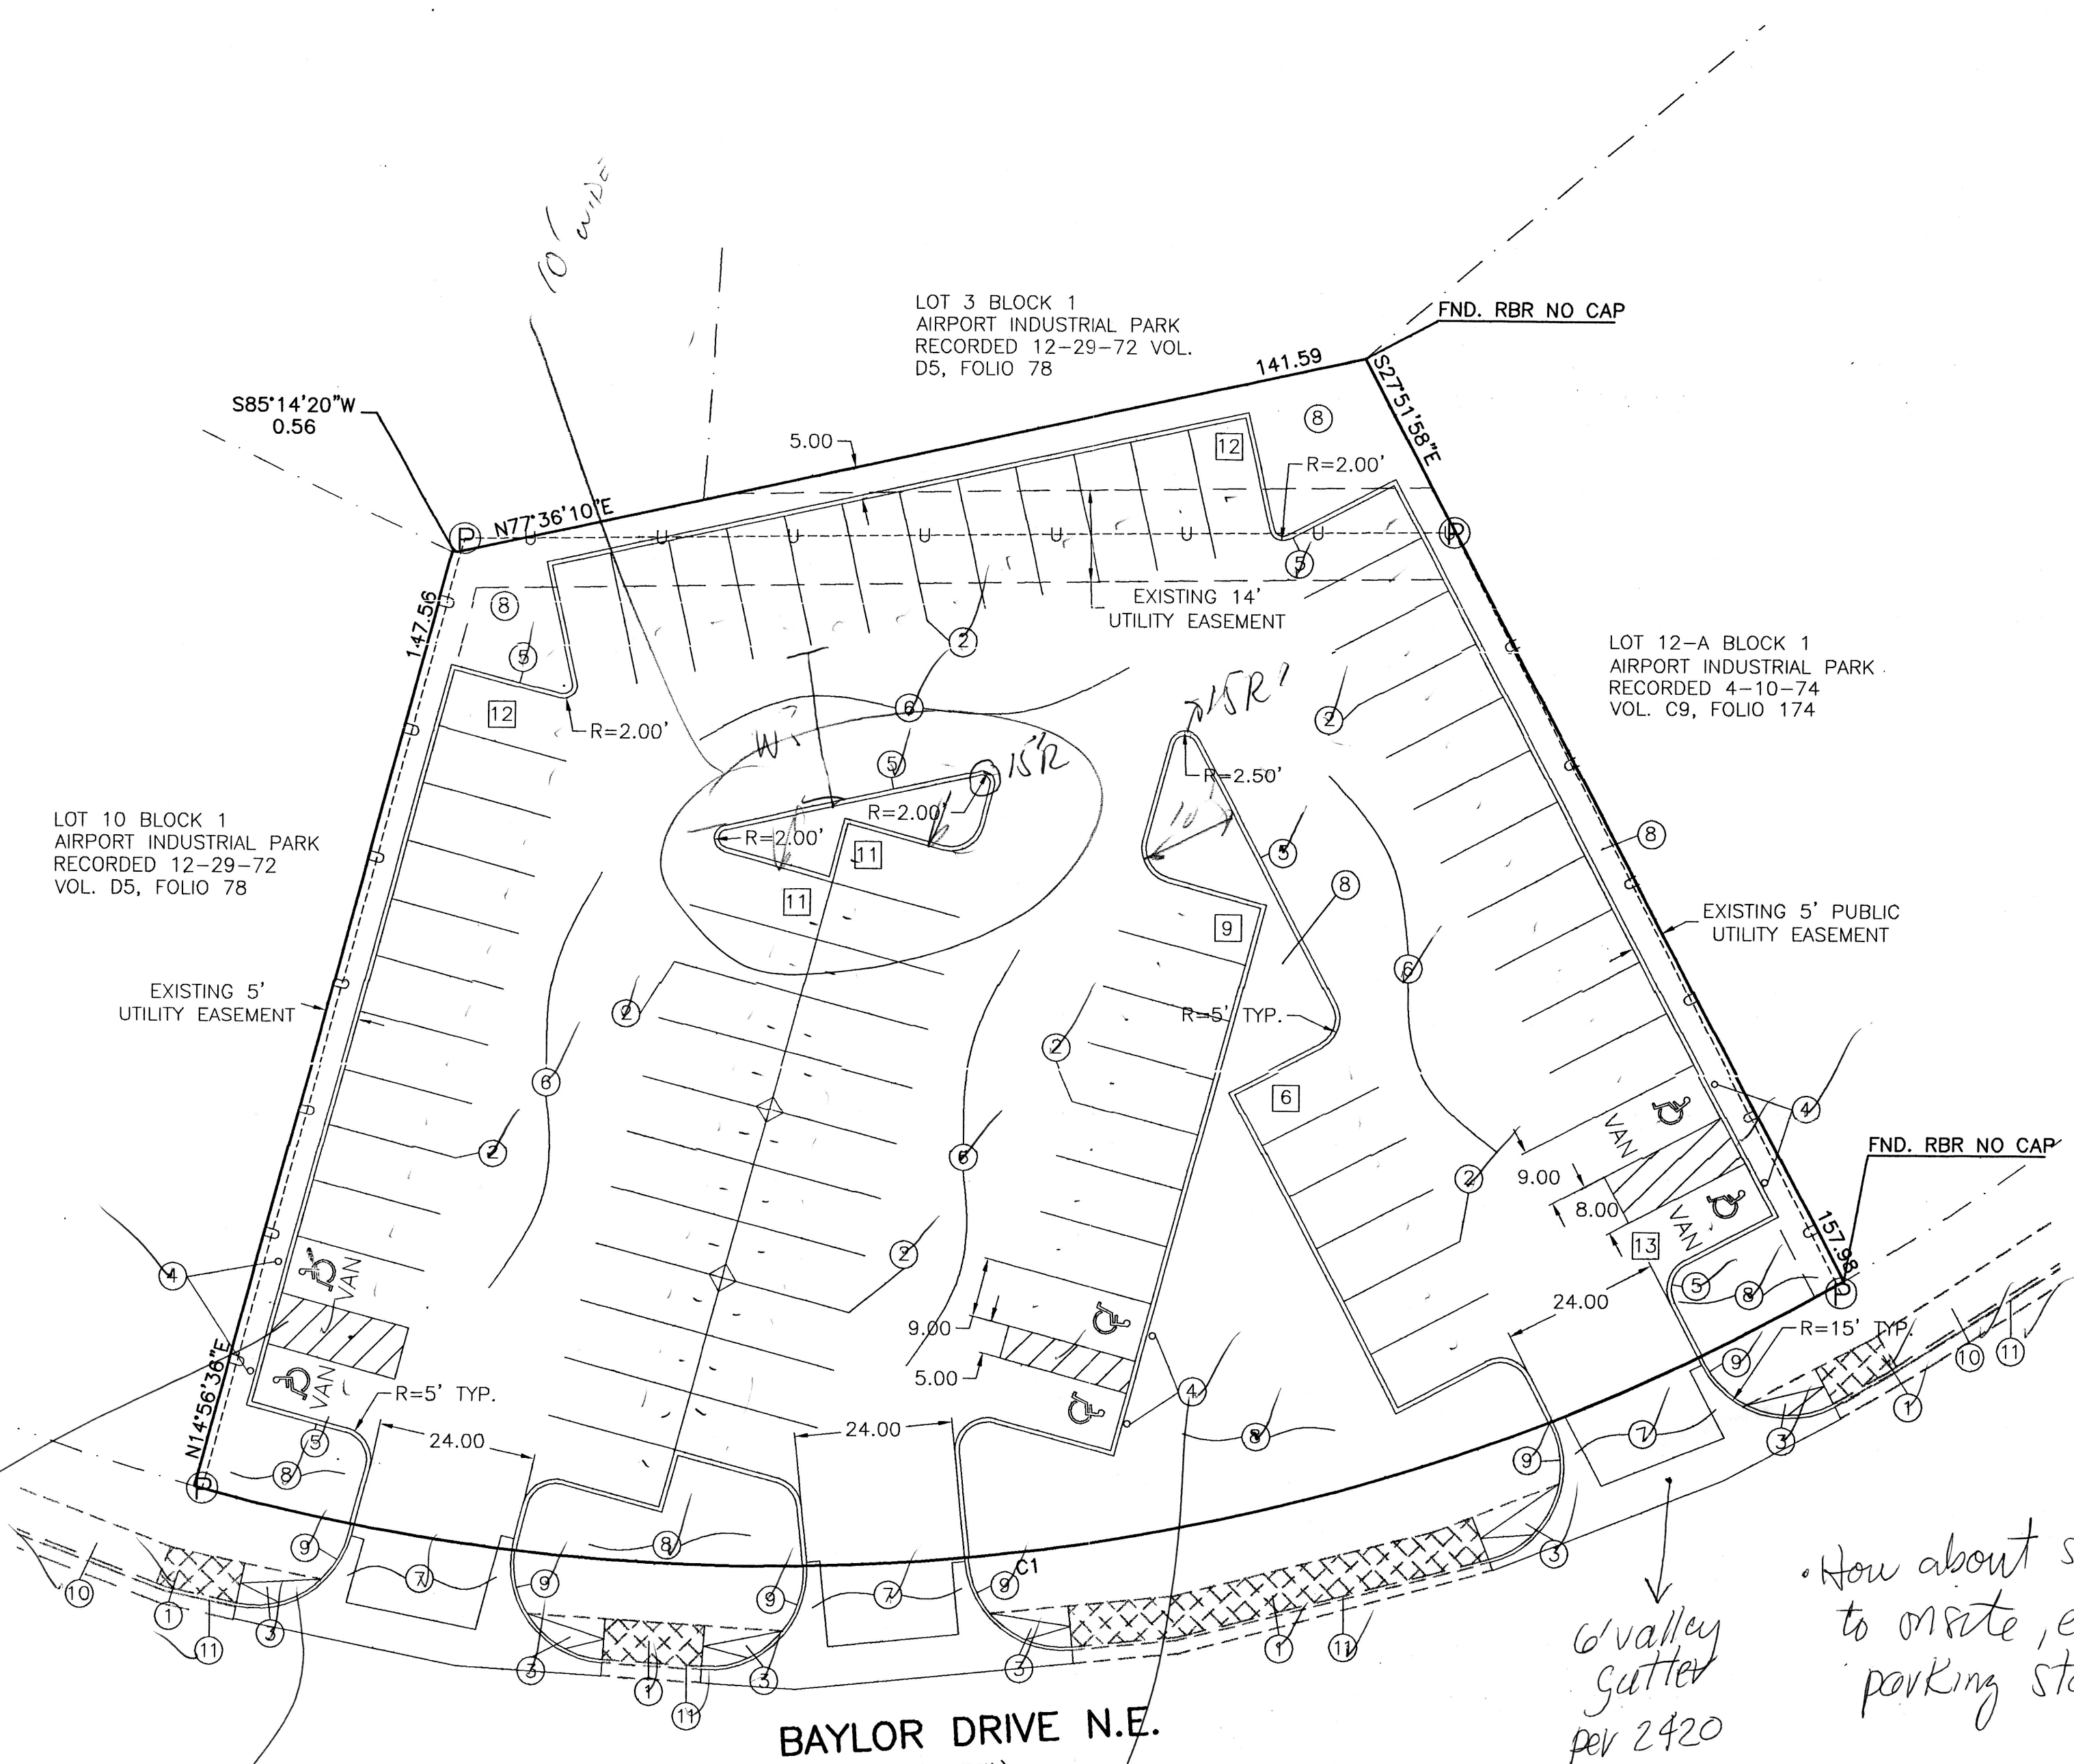 10' WIDE
LOT 3 BLOCK 1
AIRPORT INDUSTRIAL PARK
RECORDED 12-29-72 VOL.
D5, FOLIO 78
FND. RBR NO CAP
141.59
S27°51'58"E
S85°14'20"W
0.56
5.00
12
8
R=2.00'
N77°36'10"E
P
U
U
U
U
U
U
U
P
5
EXISTING 14'
UTILITY EASEMENT
147.56
8
5
2
12
R=2.00'
LOT 12-A BLOCK 1
AIRPORT INDUSTRIAL PARK
RECORDED 4-10-74
VOL. C9, FOLIO 174
6
15R'
2
5
15'R
R=2.50'
R=2.00'
R=2.00'
10'
LOT 10 BLOCK 1
AIRPORT INDUSTRIAL PARK
RECORDED 12-29-72
VOL. D5, FOLIO 78
11
11
5
8
8
9
EXISTING 5' PUBLIC
UTILITY EASEMENT
6
EXISTING 5'
UTILITY EASEMENT
2
R=5' TYP.
2
6
6
4
VAN
2
6
2
9.00
8.00
VAN
FND. RBR NO CAP
13
157.98
4
VAN
2
9.00
5.00
24.00
5
8
P
R=15' TYP.
N14°56'36"E
VAN
R=5' TYP.
4
9
10
11
5
24.00
24.00
8
7
3
1
8
9
P
9
8
7
9
9
7
9
C1
3
10
1
11
3
3
1
11
3
3
1
11
BAYLOR DRIVE N.E.
6' valley
gutter
per 2420
• How about
to onsite,
parking